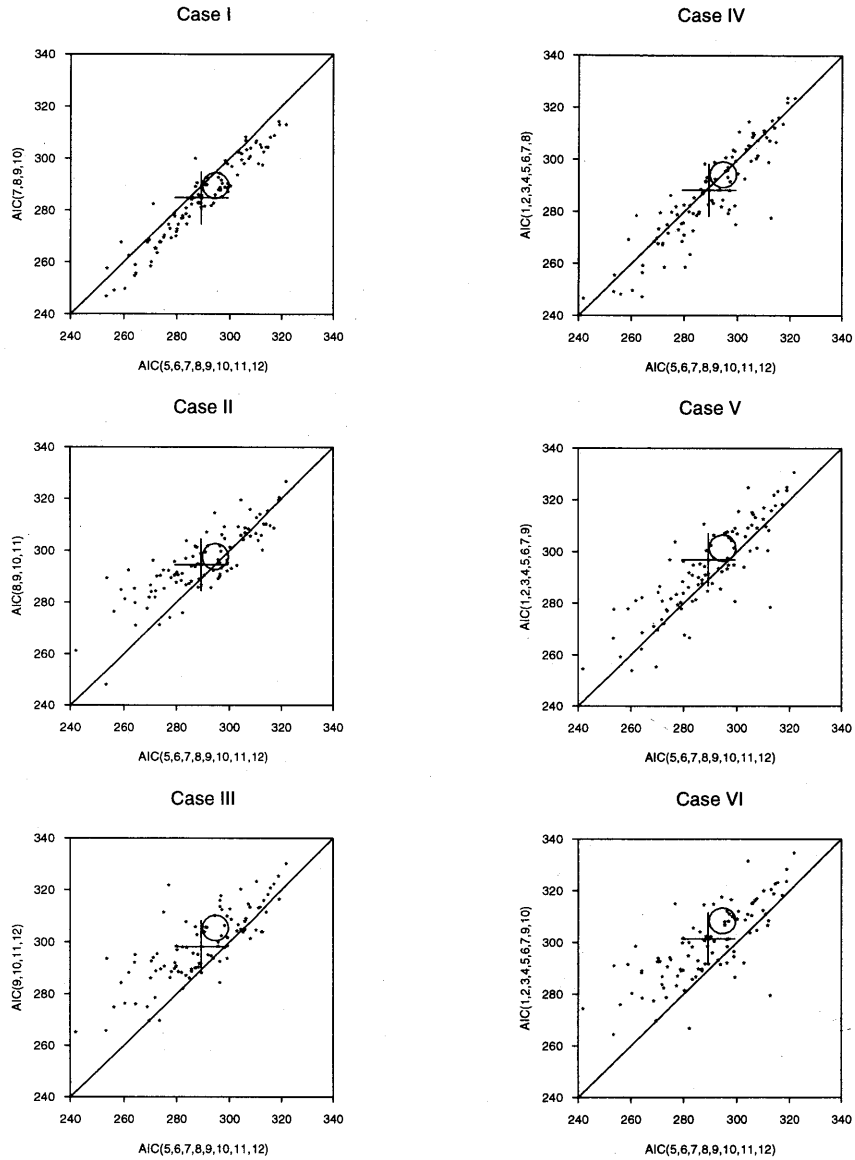 Case I
340
320
300
280
260
240
AIC(7,8,9,10)
240 260 280 300 320 340
AIC(5,6,7,8,9,10,11,12)
Case IV
340
320
300
280
260
240
AIC(1,2,3,4,5,6,7,8)
240 260 280 300 320 340
AIC(5,6,7,8,9,10,11,12)
Case II
340
320
300
280
260
240
AIC(8,9,10,11)
240 260 280 300 320 340
AIC(5,6,7,8,9,10,11,12)
Case V
340
320
300
280
260
240
AIC(1,2,3,4,5,6,7,9)
240 260 280 300 320 340
AIC(5,6,7,8,9,10,11,12)
Case III
340
320
300
280
260
240
AIC(9,10,11,12)
240 260 280 300 320 340
AIC(5,6,7,8,9,10,11,12)
Case VI
340
320
300
280
260
240
AIC(1,2,3,4,5,6,7,9,10)
240 260 280 300 320 340
AIC(5,6,7,8,9,10,11,12)